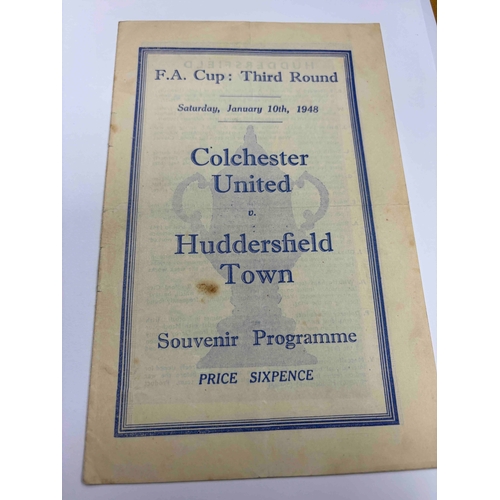 F.A. Cup: Third Round
Saturday, January 10th, 1948
Colchester
United
v.
Huddersfield
Town
Souvenir Programme
PRICE SIXPENCE